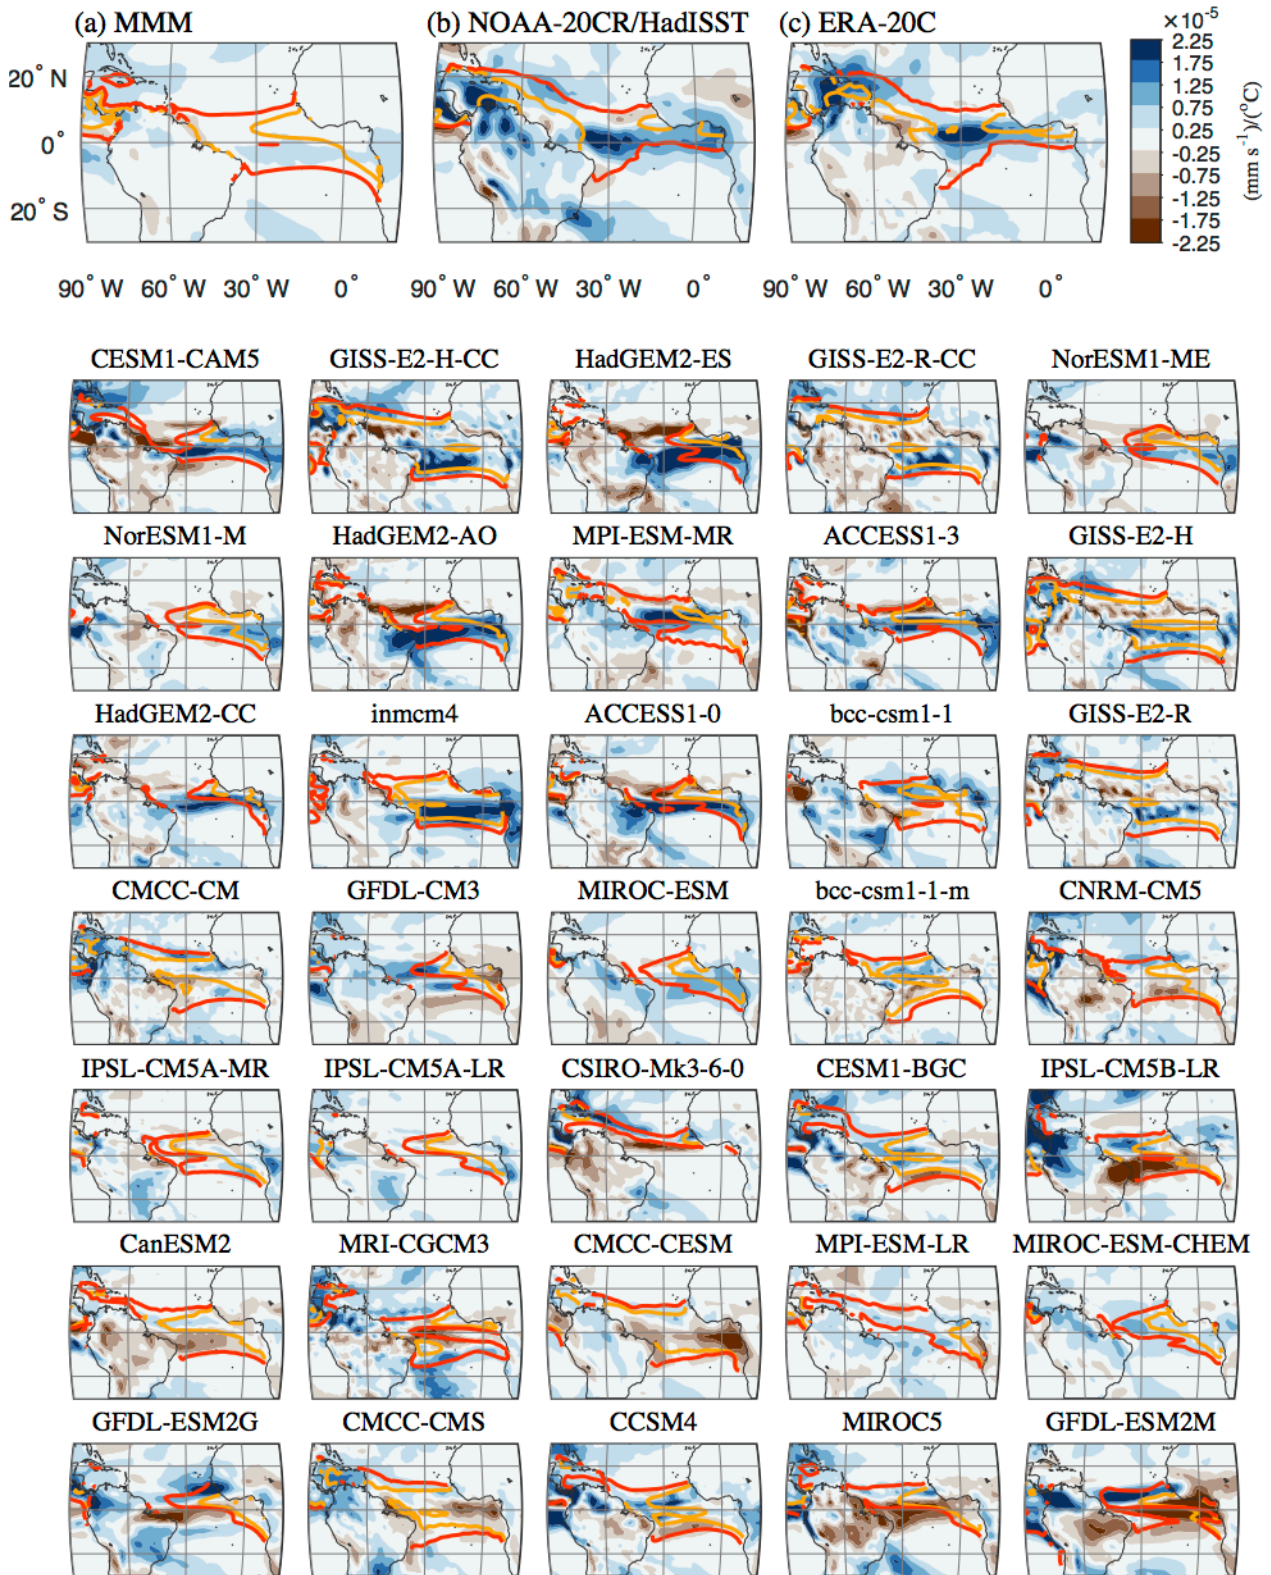 (a) MMM (b) NOAA-20CR/HadISST (c) ERA-20C
×10⁻⁵
2.25
1.75
0.75
0.25
-0.25
-0.75
-1.25
-1.75
-2.25
(mm s⁻¹)/(°C)
20° N
0°
20° S
90° W 60° W 30° W 0° 90° W 60° W 30° W 0° 90° W 60° W 30° W 0°
CESM1-CAM5 GISS-E2-H-CC HadGEM2-ES GISS-E2-R-CC NorESM1-ME
NorESM1-M HadGEM2-AO MPI-ESM-MR ACCESS1-3 GISS-E2-H
HadGEM2-CC inmcm4 ACCESS1-0 bcc-csm1-1 GISS-E2-R
CMCC-CM GFDL-CM3 MIROC-ESM bcc-csm1-1-m CNRM-CM5
IPSL-CM5A-MR IPSL-CM5A-LR CSIRO-Mk3-6-0 CESM1-BGC IPSL-CM5B-LR
CanESM2 MRI-CGCM3 CMCC-CESM MPI-ESM-LR MIROC-ESM-CHEM
GFDL-ESM2G CMCC-CMS CCSM4 MIROC5 GFDL-ESM2M